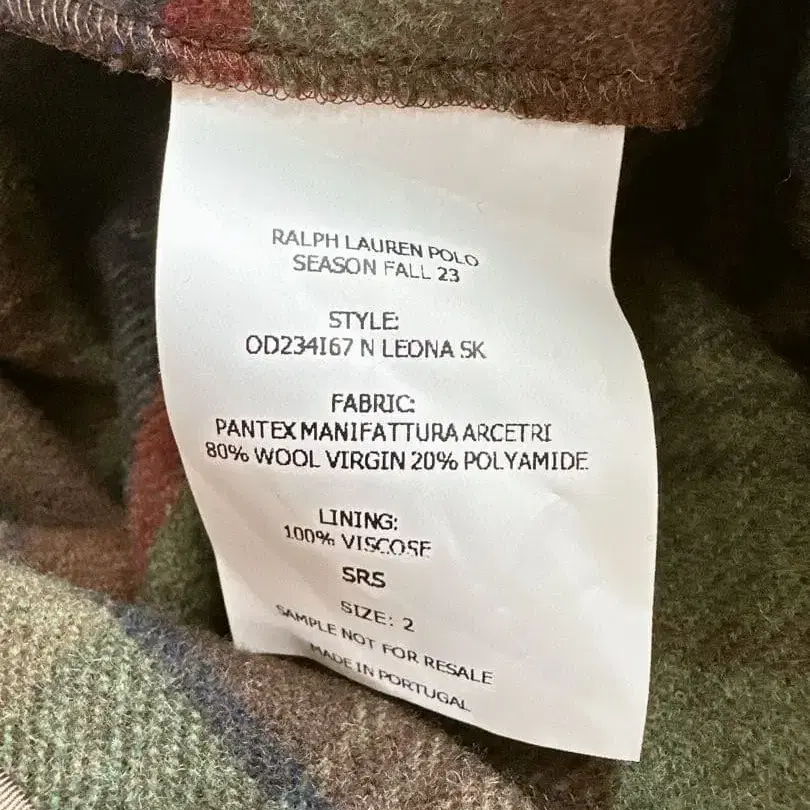 RALPH LAUREN POLO
SEASON FALL 23
STYLE:
OD234I67 N LEONA SK
FABRIC:
PANTEX MANIFATTURA ARCETRI
80% WOOL VIRGIN 20% POLYAMIDE
LINING:
100% VISCOSE
SRS
SIZE: 2
SAMPLE NOT FOR RESALE
MADE IN PORTUGAL